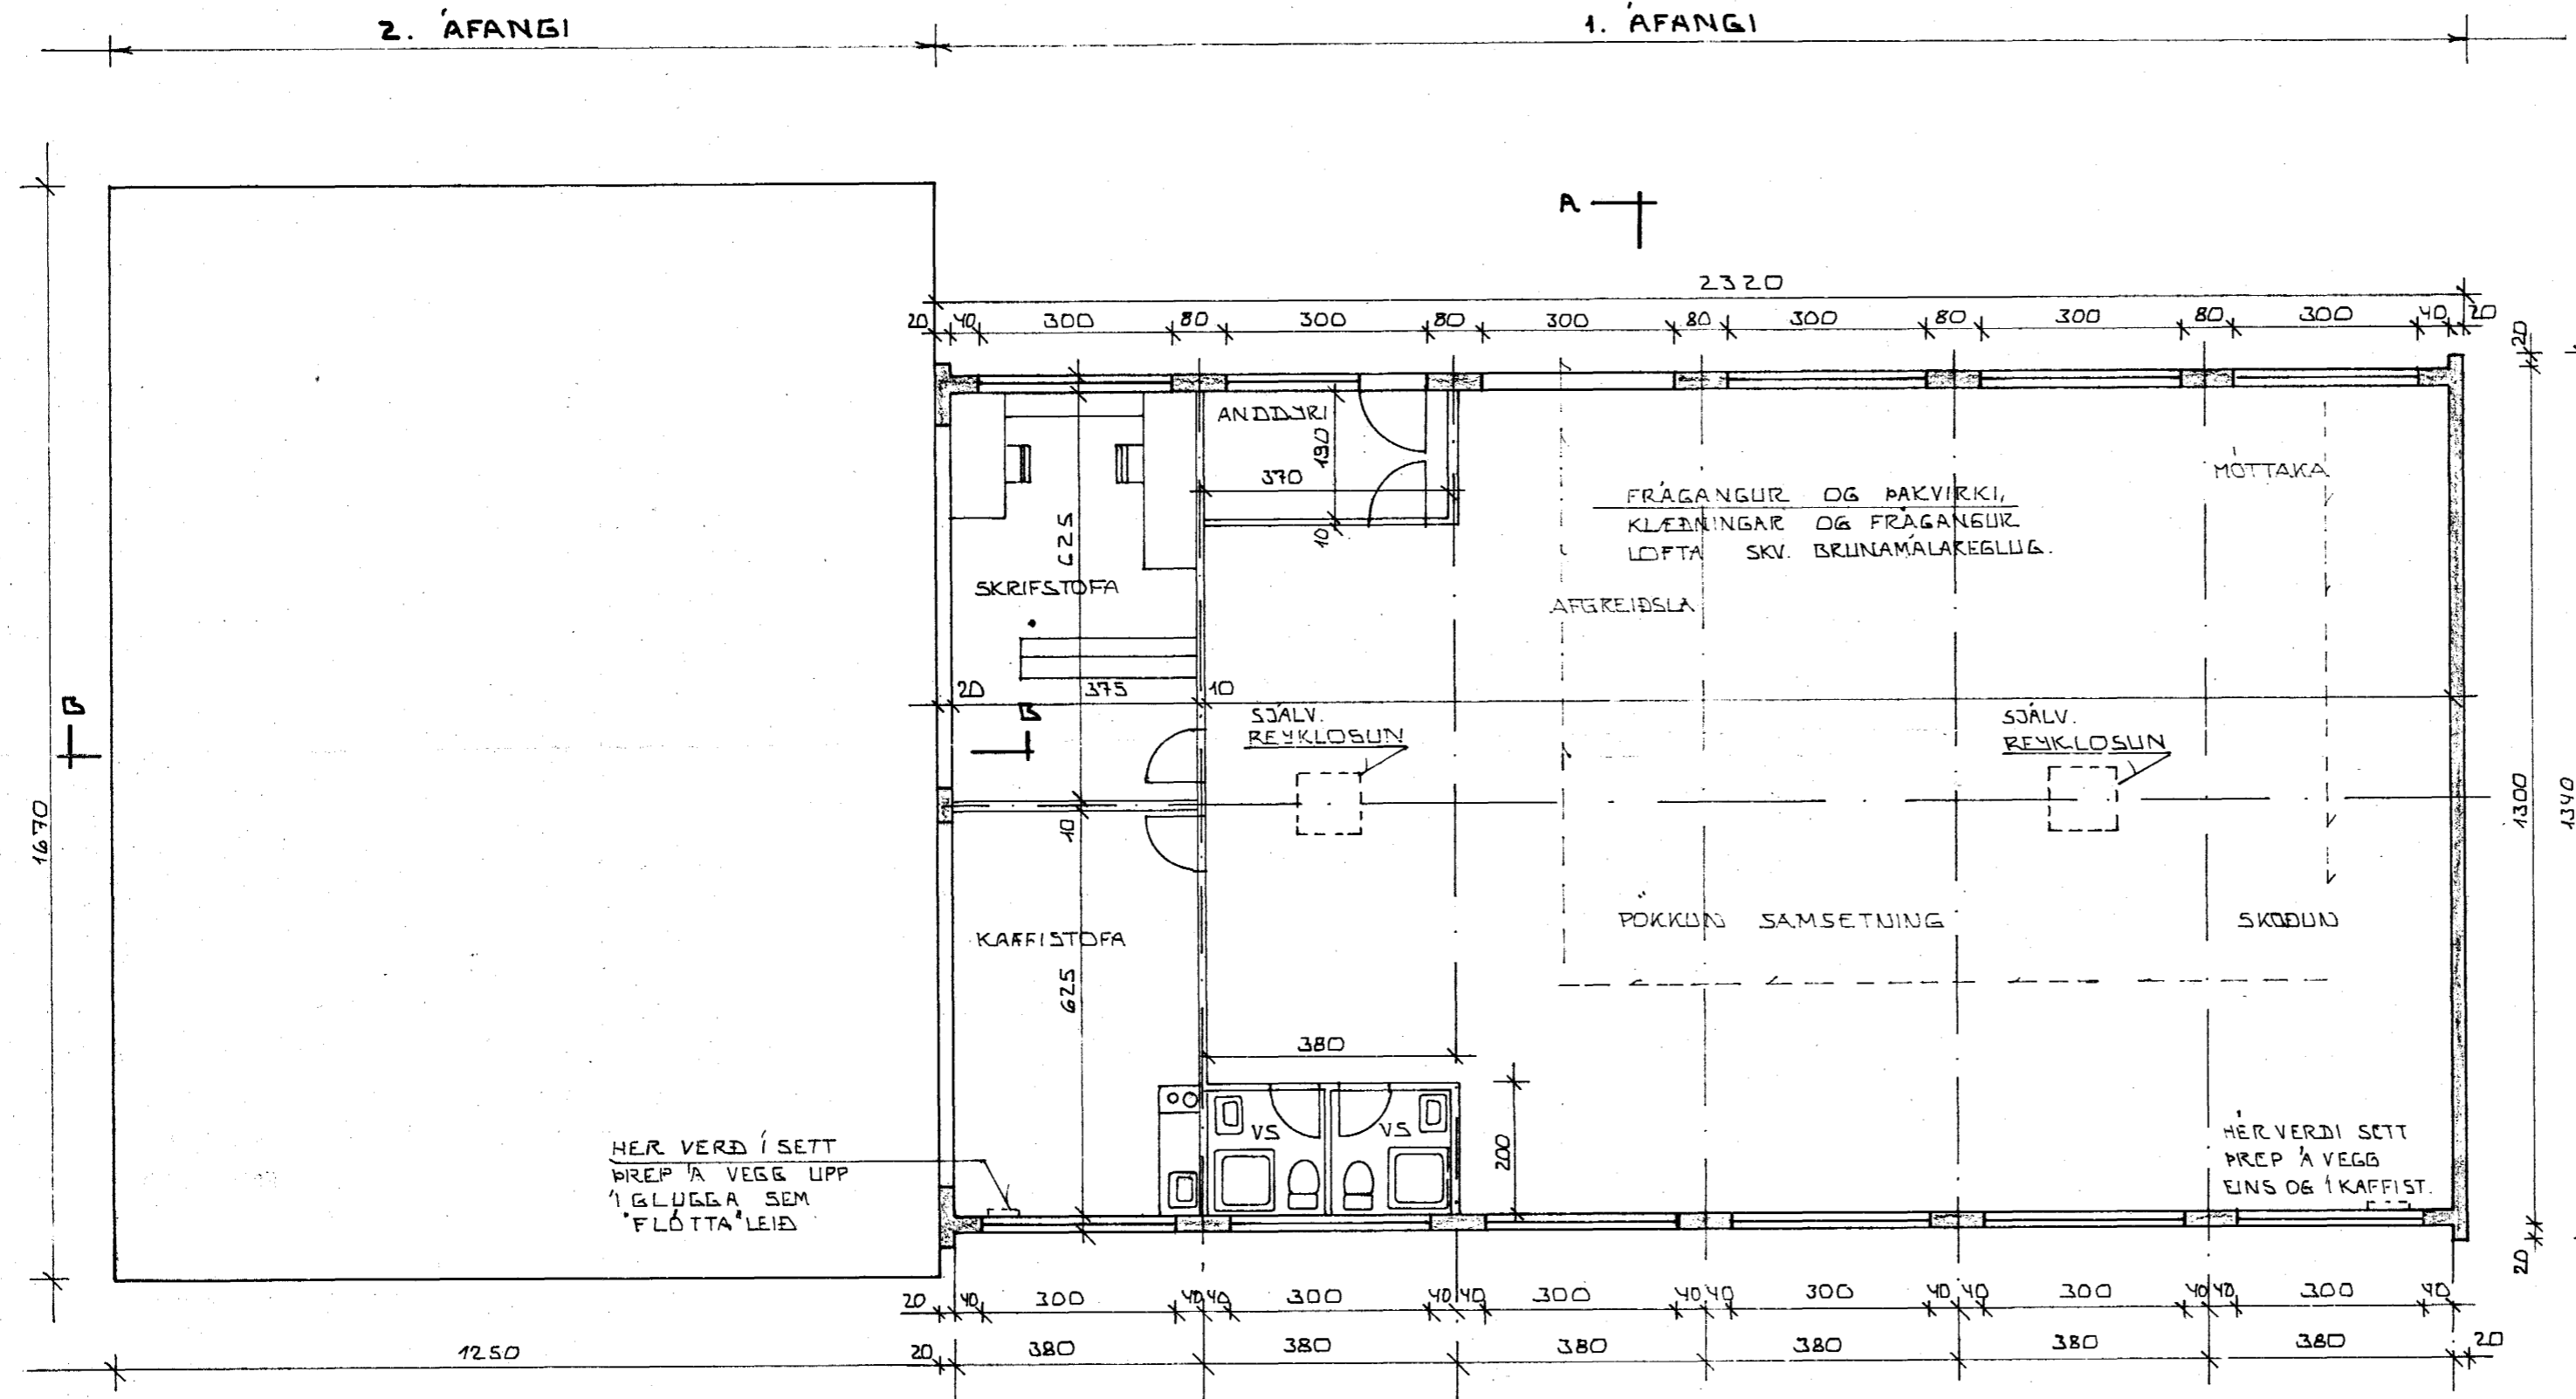 2. ÁFANGI
1. ÁFANGI
A
2320
20 40 300 80 300 80 300 80 300 80 300 80 300 40 20
20
ANDDYRI
190
370
10
MÓTTAKA
FRÁGANGUR OG ÞAKVIRKI,
KLÆÐNINGAR OG FRÁGANGUR
LOFTA SKV. BRUNAMÁLAREGLUG.
625
SKRIFSTOFA
AFGREIÐSLA
20 375 10
B
B
SJÁLV.
REYKLOSUN
SJÁLV.
REYKLOSUN
1670
1300
1340
10
KAFFISTOFA
625
PÖKKUN SAMSETNING
SKOÐUN
380
VS
VS
200
HER VERÐ Í SETT
ÞREP Á VEGG UPP
Í GLUGGA SEM
"FLÓTTA"LEIÐ
HÉR VERÐI SETT
ÞREP Á VEGG
EINS OG Í KAFFIST.
20
20 40 300 40 40 300 40 40 300 40 40 300 40 40 300 40 40 300 40
1250 20 380 380 380 380 380 380 20